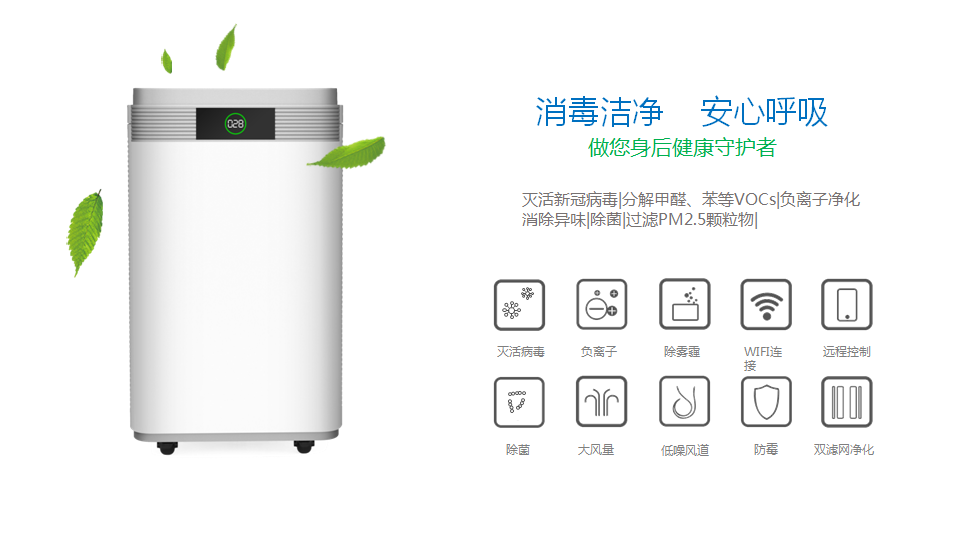 028
消毒洁净 安心呼吸
做您身后健康守护者
灭活新冠病毒|分解甲醛、苯等VOCs|负离子净化
消除异味|除菌|过滤PM2.5颗粒物|
灭活病毒
负离子
除雾霾
WIFI连
接
远程控制
除菌
大风量
低噪风道
防霉
双滤网净化